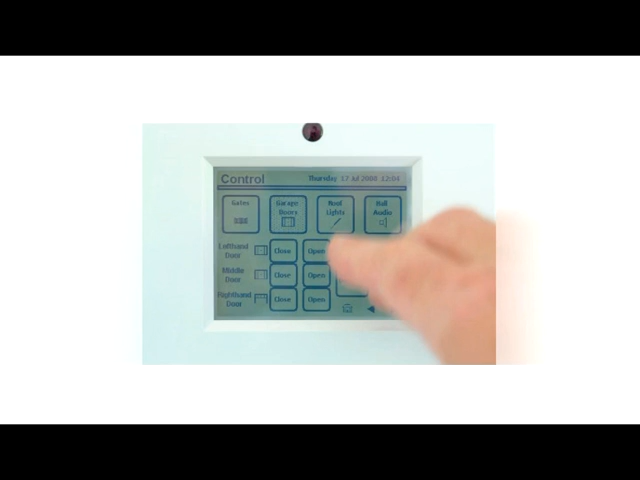 Control Thursday 17 Jul 2008 12:04
Gates Garage Doors Roof Lights Hall Audio
Lefthand Door Close Open
Middle Door Close Open
Righthand Door Close Open